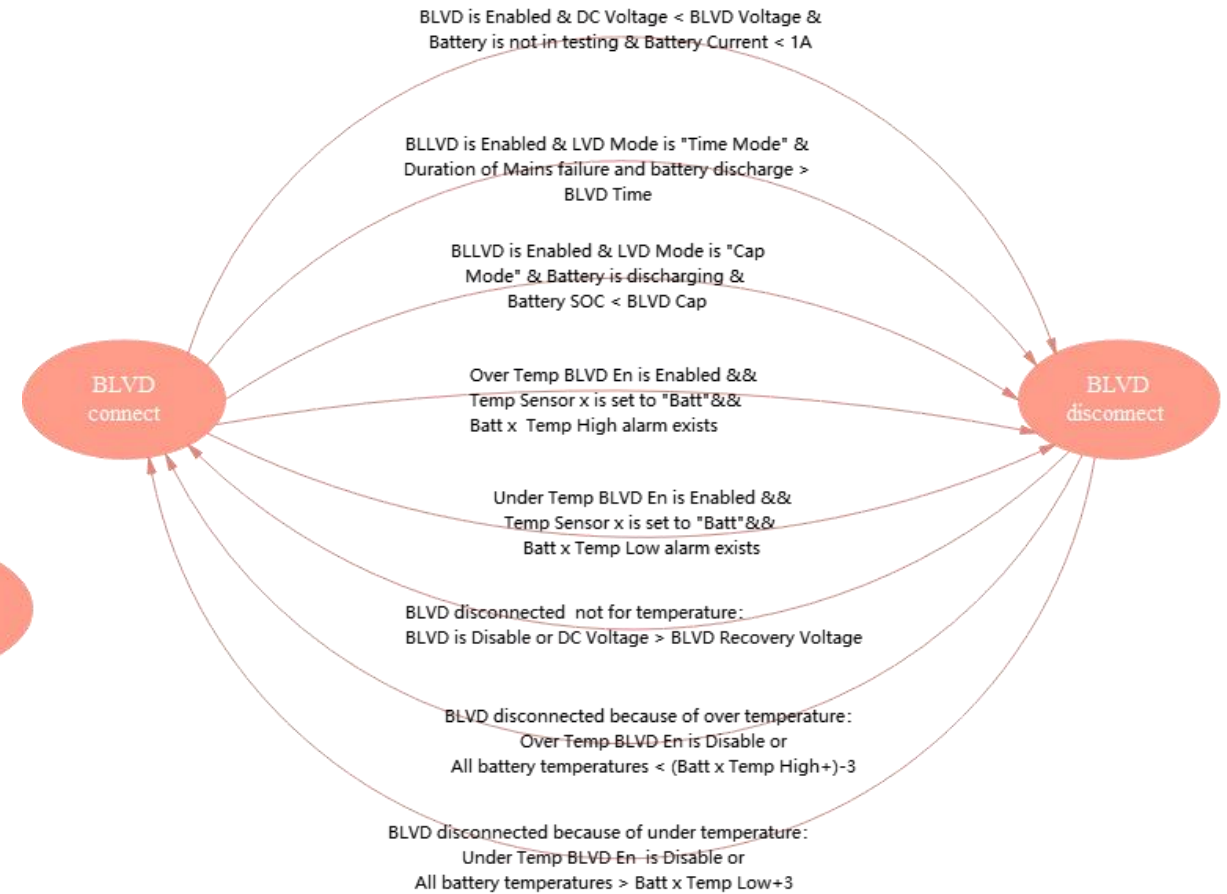 BLVD is Enabled & DC Voltage < BLVD Voltage &
Battery is not in testing & Battery Current < 1A
BLLVD is Enabled & LVD Mode is "Time Mode" &
Duration of Mains failure and battery discharge >
BLVD Time
BLLVD is Enabled & LVD Mode is "Cap
Mode" & Battery is discharging &
Battery SOC < BLVD Cap
BLVD
connect
Over Temp BLVD En is Enabled &&
Temp Sensor x is set to "Batt"&&
Batt x  Temp High alarm exists
BLVD
disconnect
Under Temp BLVD En is Enabled &&
Temp Sensor x is set to "Batt"&&
Batt x Temp Low alarm exists
BLVD disconnected  not for temperature：
BLVD is Disable or DC Voltage > BLVD Recovery Voltage
BLVD disconnected because of over temperature：
Over Temp BLVD En is Disable or
All battery temperatures < (Batt x Temp High+)-3
BLVD disconnected because of under temperature：
Under Temp BLVD En  is Disable or
All battery temperatures > Batt x Temp Low+3